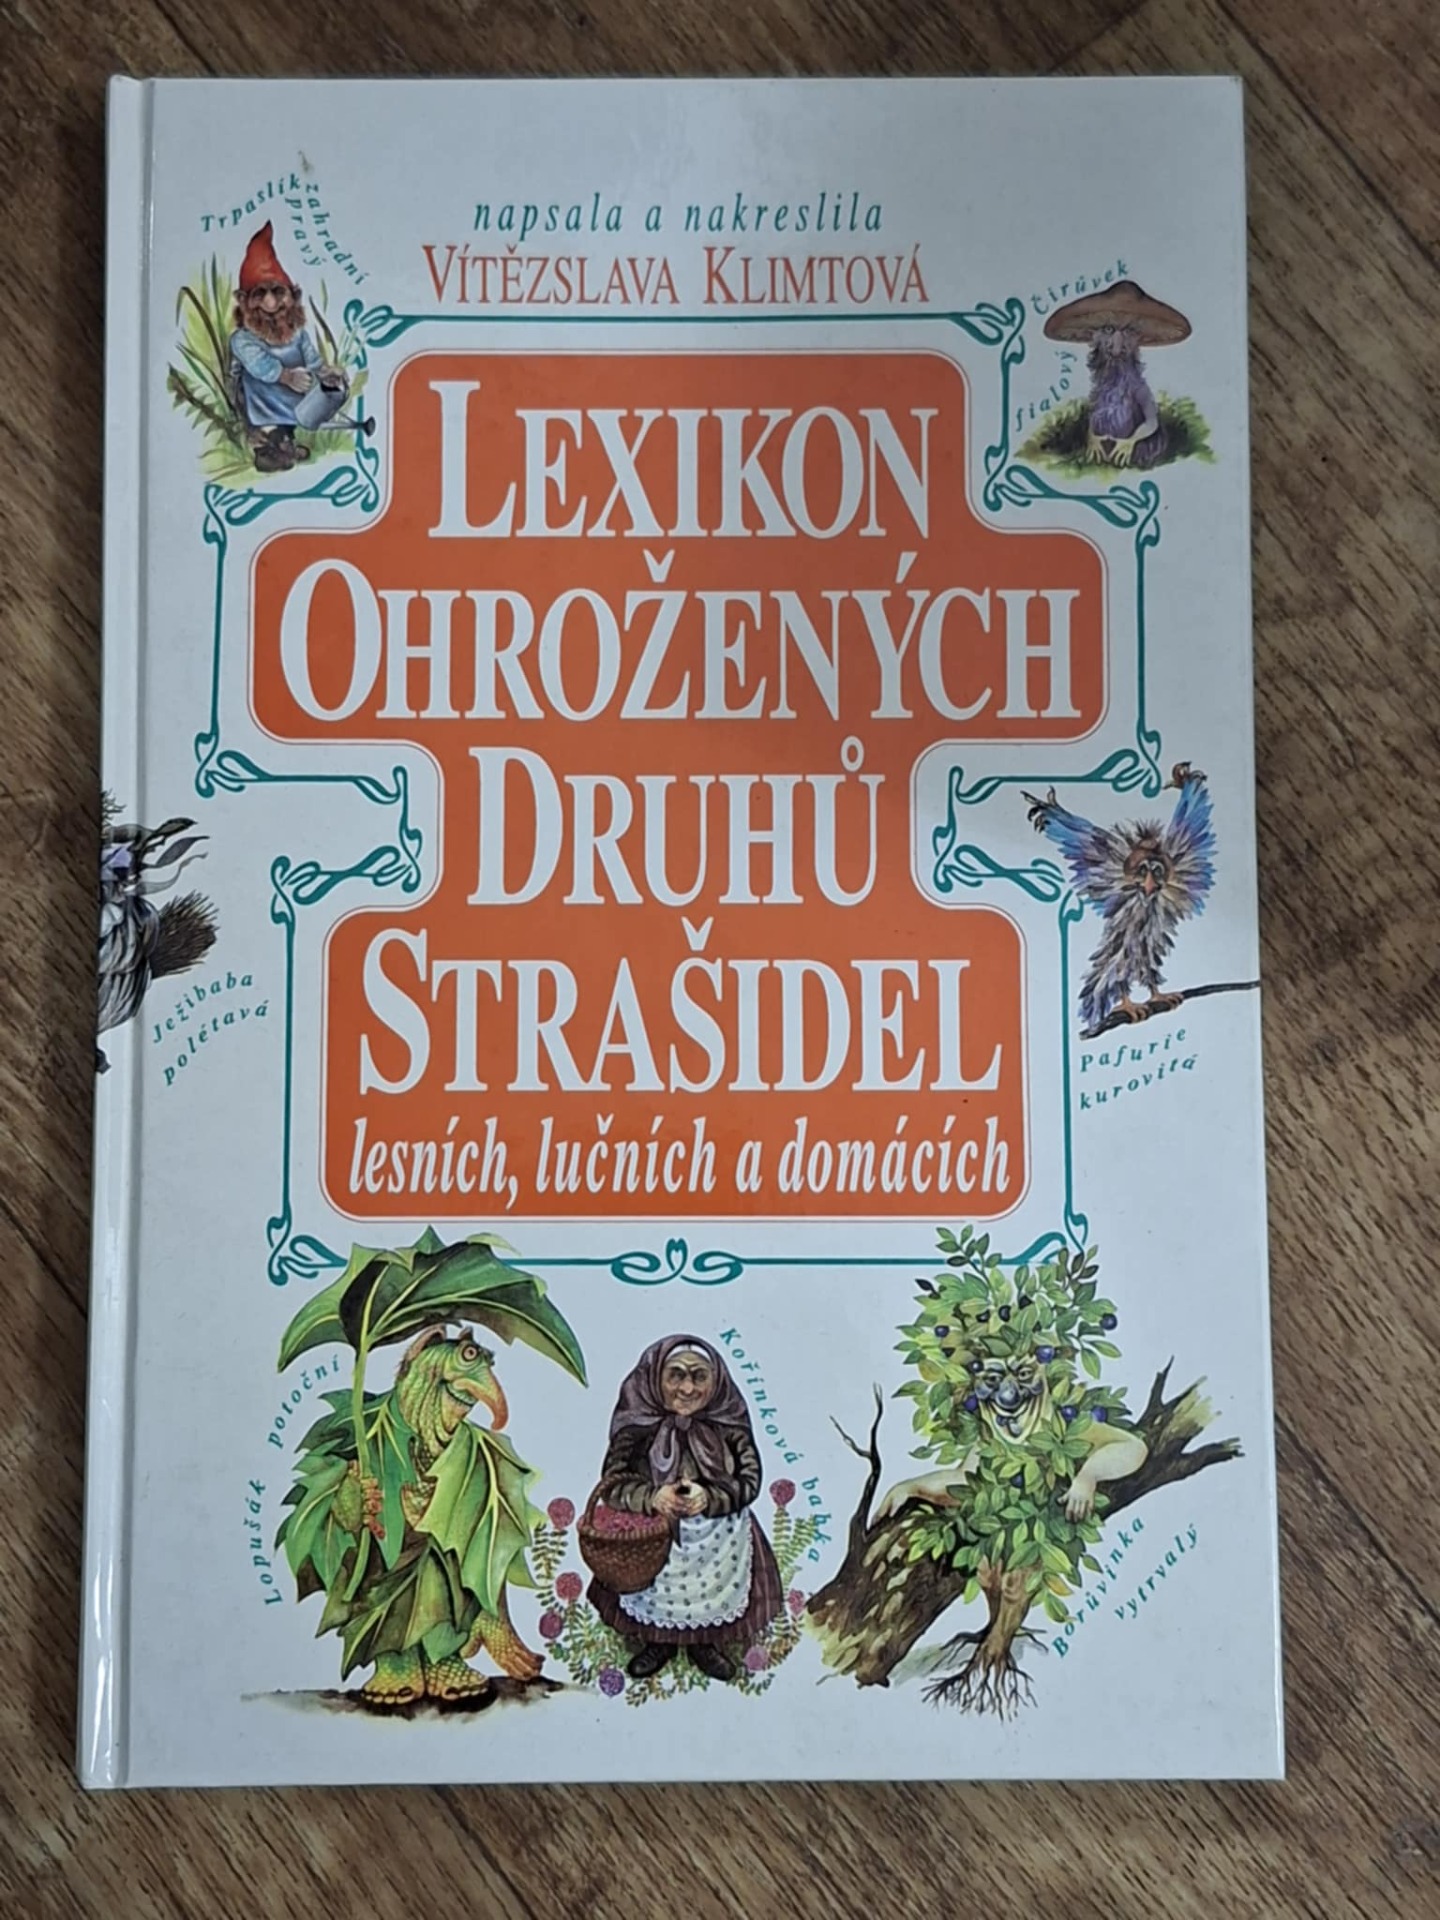 napsala a nakreslila
VÍTĚZSLAVA KLIMTOVÁ
Trpaslík
zahradní
pravý
Čirůvek
fialový
LEXIKON
OHROŽENÝCH
DRUHŮ
STRAŠIDEL
lesních, lučních a domácích
Ježibaba
polétavá
Pafurie
kurovitá
Lopušák potoční
Kořínková babka
Borůvinka
vytrvalý